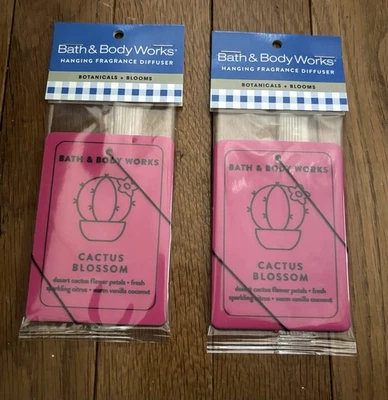 Bath & Body Works®
HANGING FRAGRANCE DIFFUSER
BOTANICALS + BLOOMS
BATH & BODY WORKS
CACTUS
BLOSSOM
desert cactus flower petals • fresh
sparkling citrus • warm vanilla coconut
Bath & Body Works®
HANGING FRAGRANCE DIFFUSER
BOTANICALS + BLOOMS
BATH & BODY WORKS
CACTUS
BLOSSOM
desert cactus flower petals • fresh
sparkling citrus • warm vanilla coconut